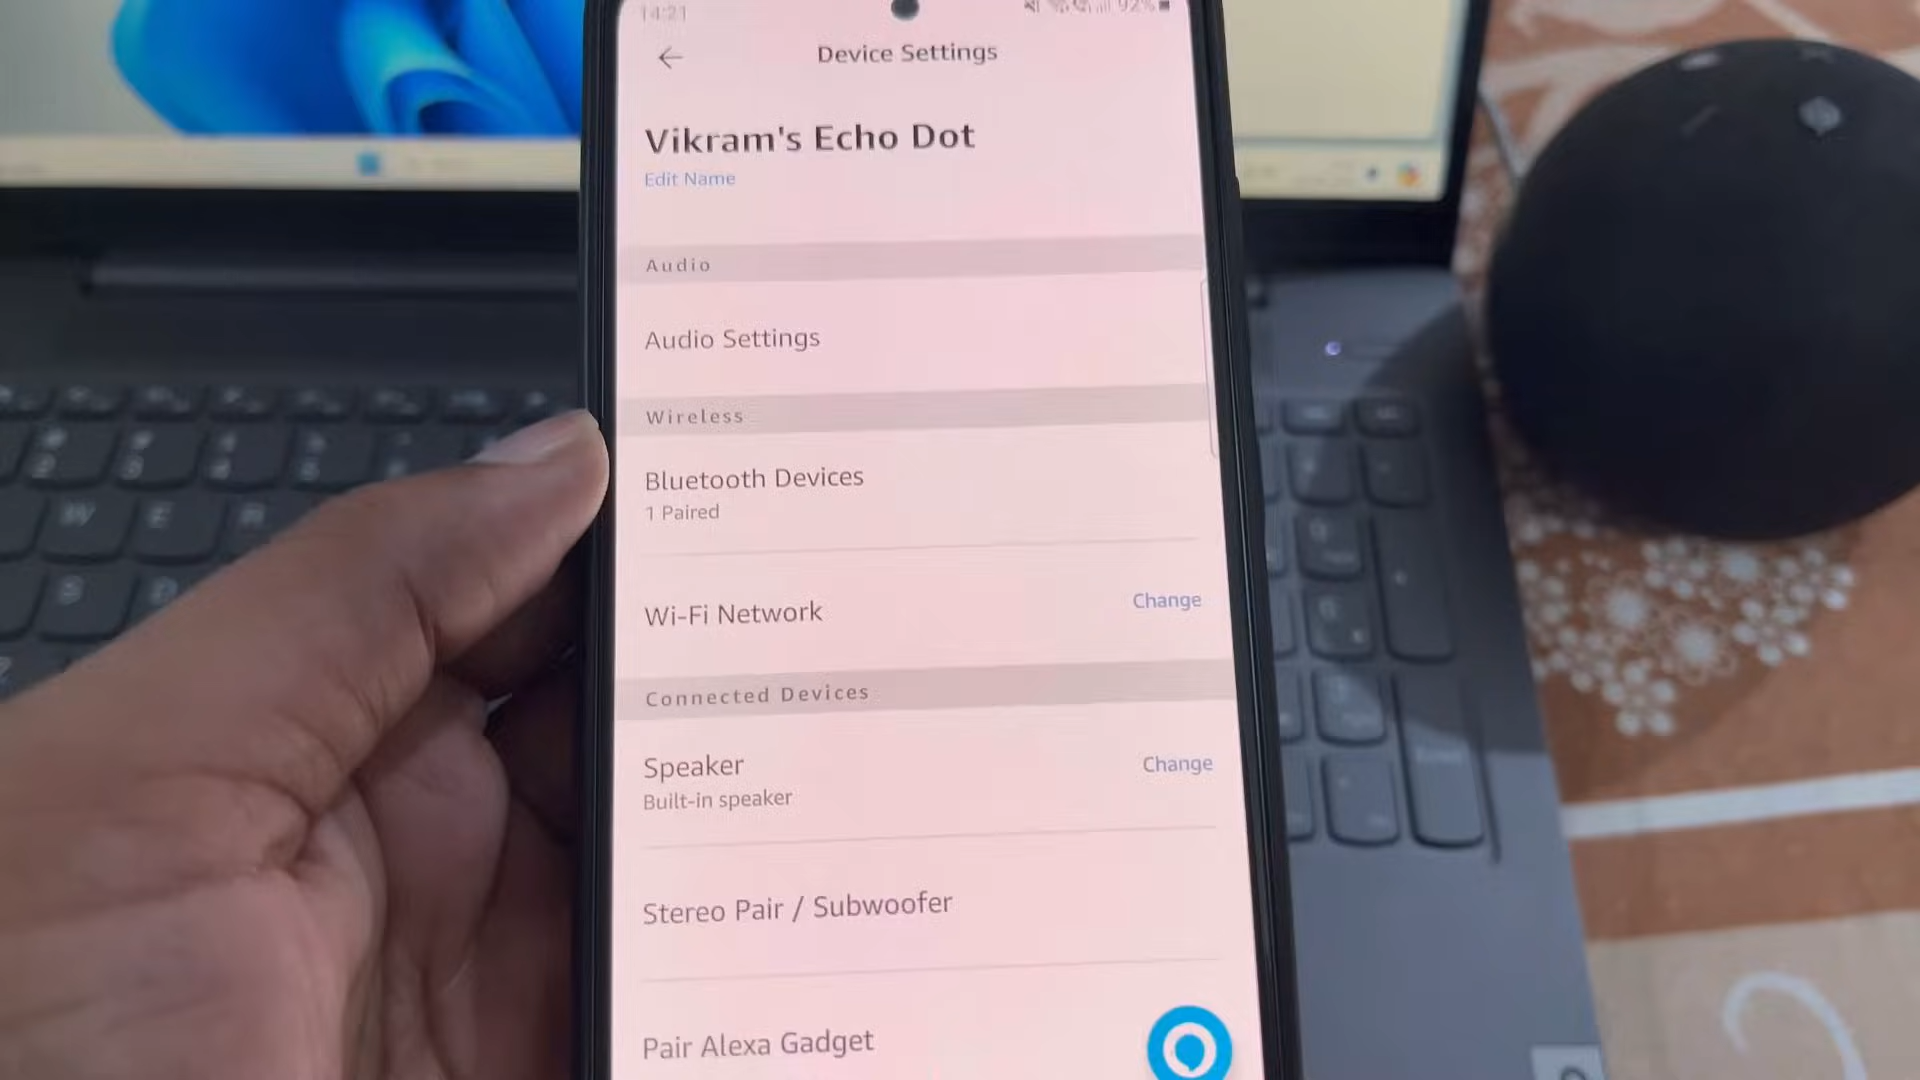 14:21
92%
Device Settings
Vikram's Echo Dot
Edit Name
Audio
Audio Settings
Wireless
Bluetooth Devices
1 Paired
Wi-Fi Network
Change
Connected Devices
Speaker
Change
Built-in speaker
Stereo Pair / Subwoofer
Pair Alexa Gadget
W
E
R
S
D